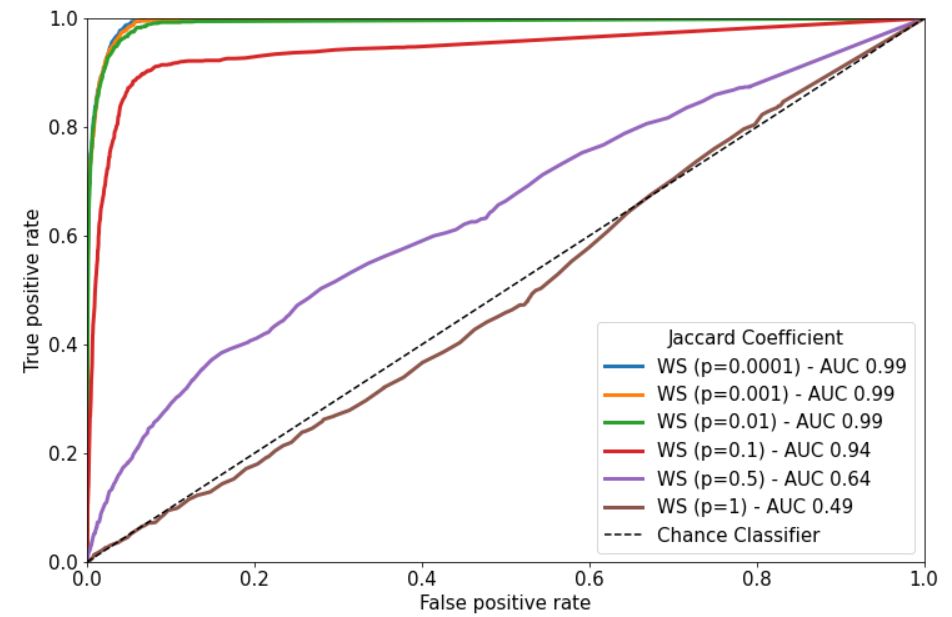 1.0
0.8
0.6
0.4
0.2
0.0
True positive rate
0.0 0.2 0.4 0.6 0.8 1.0
False positive rate
Jaccard Coefficient
WS (p=0.0001) - AUC 0.99
WS (p=0.001) - AUC 0.99
WS (p=0.01) - AUC 0.99
WS (p=0.1) - AUC 0.94
WS (p=0.5) - AUC 0.64
WS (p=1) - AUC 0.49
Chance Classifier